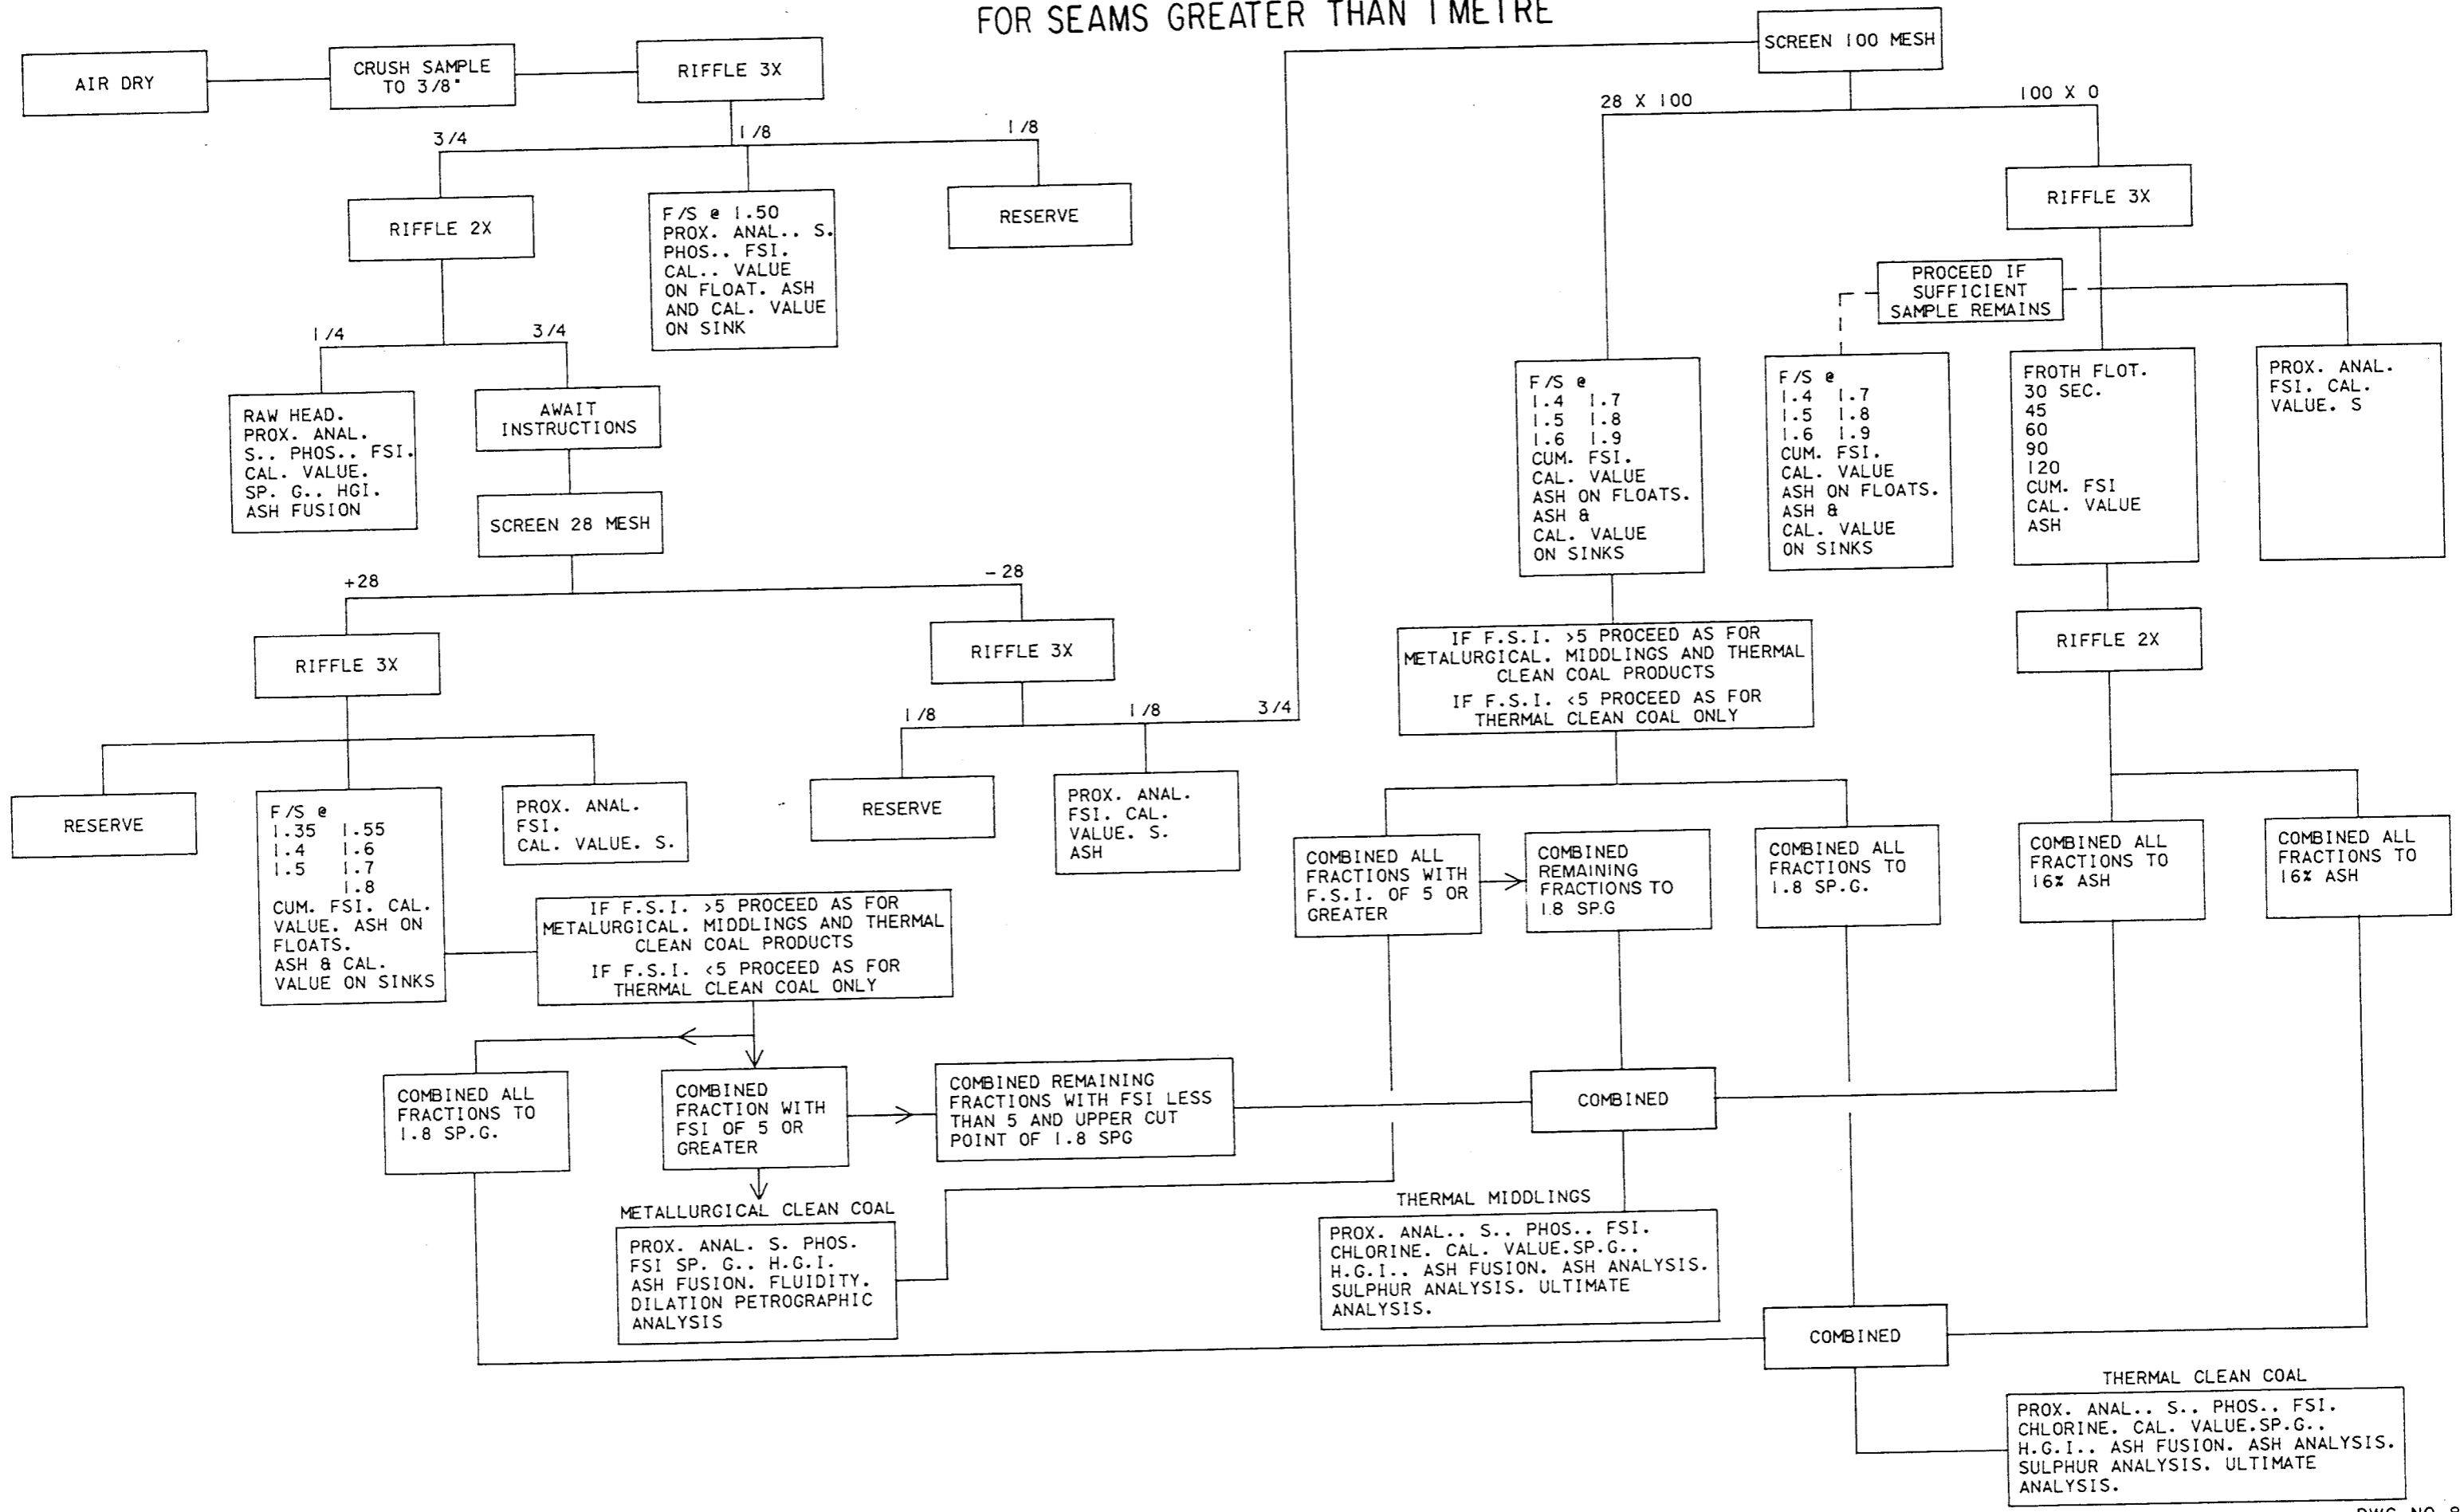 FOR SEAMS GREATER THAN 1 METRE
AIR DRY
CRUSH SAMPLE
TO 3/8"
RIFFLE 3X
3/4
1/8
1/8
RIFFLE 2X
F/S @ 1.50
PROX. ANAL.. S.
PHOS.. FSI.
CAL.. VALUE
ON FLOAT. ASH
AND CAL. VALUE
ON SINK
RESERVE
1/4
3/4
RAW HEAD.
PROX. ANAL.
S.. PHOS.. FSI.
CAL. VALUE.
SP. G.. HGI.
ASH FUSION
AWAIT
INSTRUCTIONS
SCREEN 28 MESH
+28
- 28
RIFFLE 3X
RIFFLE 3X
1/8
1/8
3/4
RESERVE
F/S @
1.35 1.55
1.4 1.6
1.5 1.7
1.8
CUM. FSI. CAL.
VALUE. ASH ON
FLOATS.
ASH & CAL.
VALUE ON SINKS
PROX. ANAL.
FSI.
CAL. VALUE. S.
RESERVE
PROX. ANAL.
FSI. CAL.
VALUE. S.
ASH
IF F.S.I. >5 PROCEED AS FOR
METALURGICAL. MIDDLINGS AND THERMAL
CLEAN COAL PRODUCTS
IF F.S.I. <5 PROCEED AS FOR
THERMAL CLEAN COAL ONLY
COMBINED ALL
FRACTIONS TO
1.8 SP.G.
COMBINED
FRACTION WITH
FSI OF 5 OR
GREATER
COMBINED REMAINING
FRACTIONS WITH FSI LESS
THAN 5 AND UPPER CUT
POINT OF 1.8 SPG
METALLURGICAL CLEAN COAL
PROX. ANAL. S. PHOS.
FSI SP. G.. H.G.I.
ASH FUSION. FLUIDITY.
DILATION PETROGRAPHIC
ANALYSIS
SCREEN 100 MESH
28 X 100
100 X 0
RIFFLE 3X
PROCEED IF
SUFFICIENT
SAMPLE REMAINS
F/S @
1.4 1.7
1.5 1.8
1.6 1.9
CUM. FSI.
CAL. VALUE
ASH ON FLOATS.
ASH &
CAL. VALUE
ON SINKS
F/S @
1.4 1.7
1.5 1.8
1.6 1.9
CUM. FSI.
CAL. VALUE
ASH ON FLOATS.
ASH &
CAL. VALUE
ON SINKS
FROTH FLOT.
30 SEC.
45
60
90
120
CUM. FSI
CAL. VALUE
ASH
PROX. ANAL.
FSI. CAL.
VALUE. S
IF F.S.I. >5 PROCEED AS FOR
METALURGICAL. MIDDLINGS AND THERMAL
CLEAN COAL PRODUCTS
IF F.S.I. <5 PROCEED AS FOR
THERMAL CLEAN COAL ONLY
RIFFLE 2X
COMBINED ALL
FRACTIONS WITH
F.S.I. OF 5 OR
GREATER
COMBINED
REMAINING
FRACTIONS TO
1.8 SP.G
COMBINED ALL
FRACTIONS TO
1.8 SP.G.
COMBINED ALL
FRACTIONS TO
16% ASH
COMBINED ALL
FRACTIONS TO
16% ASH
COMBINED
THERMAL MIDDLINGS
PROX. ANAL.. S.. PHOS.. FSI.
CHLORINE. CAL. VALUE.SP.G..
H.G.I.. ASH FUSION. ASH ANALYSIS.
SULPHUR ANALYSIS. ULTIMATE
ANALYSIS.
COMBINED
THERMAL CLEAN COAL
PROX. ANAL.. S.. PHOS.. FSI.
CHLORINE. CAL. VALUE.SP.G..
H.G.I.. ASH FUSION. ASH ANALYSIS.
SULPHUR ANALYSIS. ULTIMATE
ANALYSIS.